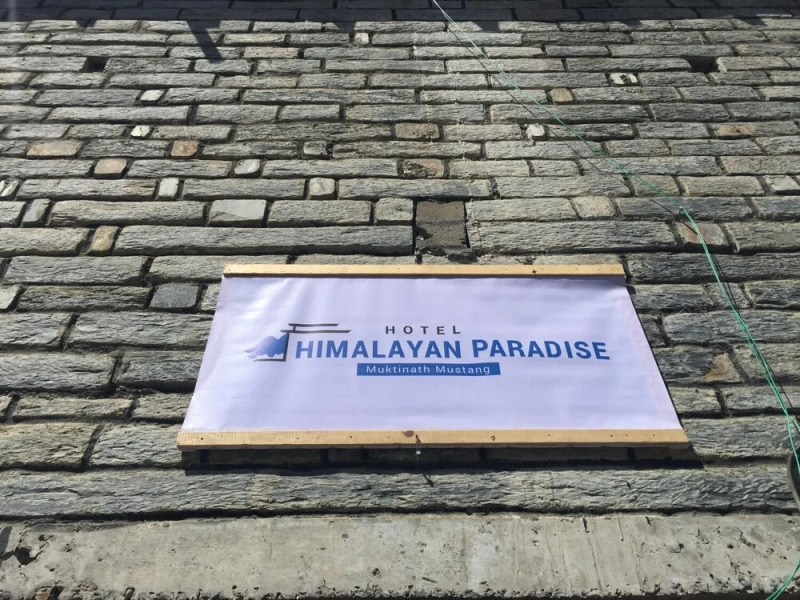 HOTEL
HIMALAYAN PARADISE
Muktinath Mustang